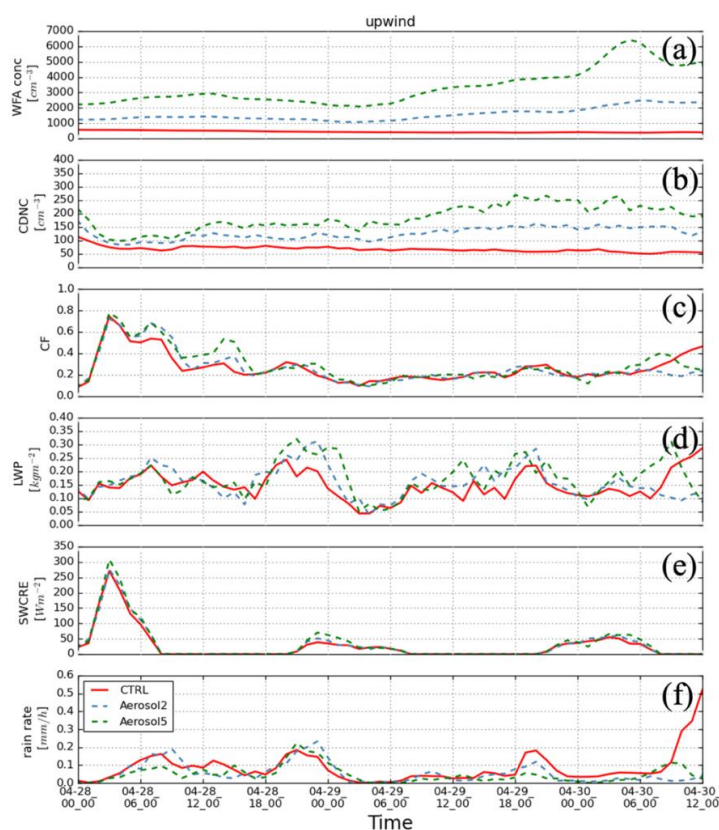 upwind
(a)
WFA conc
[cm⁻³]
7000
6000
5000
4000
3000
2000
1000
0
(b)
CDNC
[cm⁻³]
400
350
300
250
200
150
100
50
0
(c)
CF
1.0
0.8
0.6
0.4
0.2
0.0
(d)
LWP
[kgm⁻²]
0.40
0.35
0.30
0.25
0.20
0.15
0.10
0.05
0.00
(e)
SWCRE
[Wm⁻²]
350
300
250
200
150
100
50
0
(f)
rain rate
[mm/h]
0.6
0.5
0.4
0.3
0.2
0.1
0.0
CTRL
Aerosol2
Aerosol5
04-28 04-28 04-28 04-28 04-29 04-29 04-29 04-29 04-30 04-30 04-30
00_00 06_00 12_00 18_00 00_00 06_00 12_00 18_00 00_00 06_00 12_00
Time